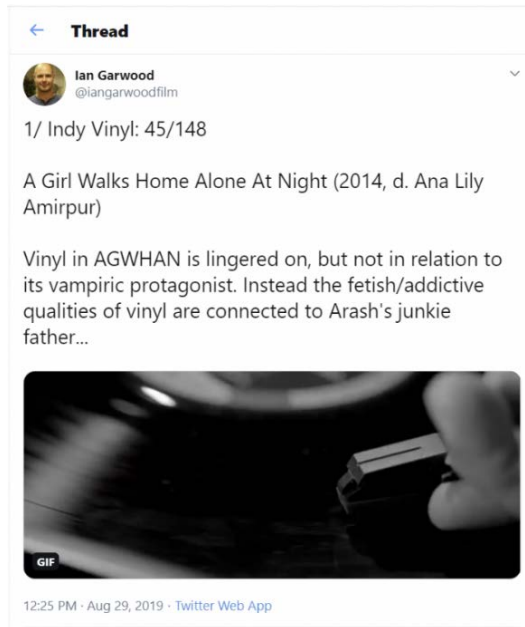 Thread
Ian Garwood
@iangarwoodfilm
1/ Indy Vinyl: 45/148
A Girl Walks Home Alone At Night (2014, d. Ana Lily
Amirpur)
Vinyl in AGWHAN is lingered on, but not in relation to
its vampiric protagonist. Instead the fetish/addictive
qualities of vinyl are connected to Arash's junkie
father...
GIF
12:25 PM · Aug 29, 2019 · Twitter Web App